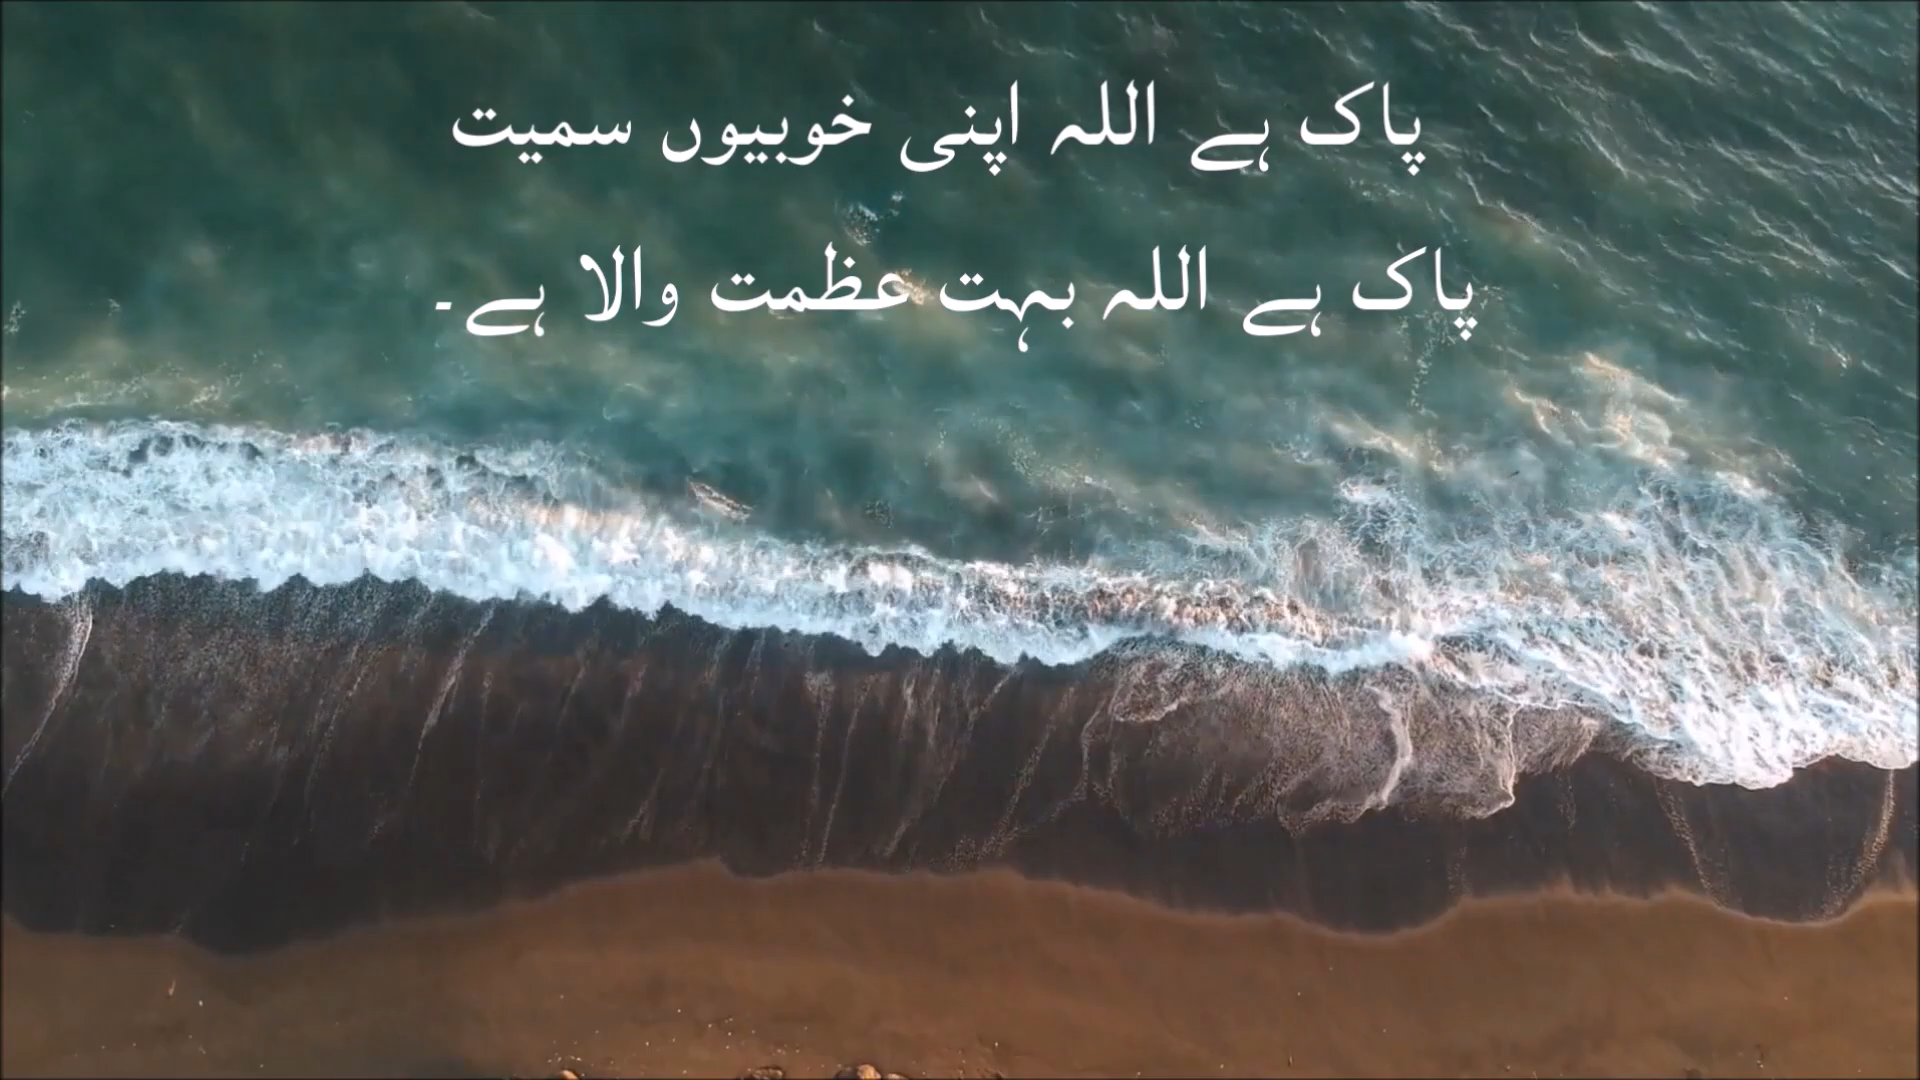 پاک ہے اللہ اپنی خوبیوں سمیت
پاک ہے اللہ بہت عظمت والا ہے۔